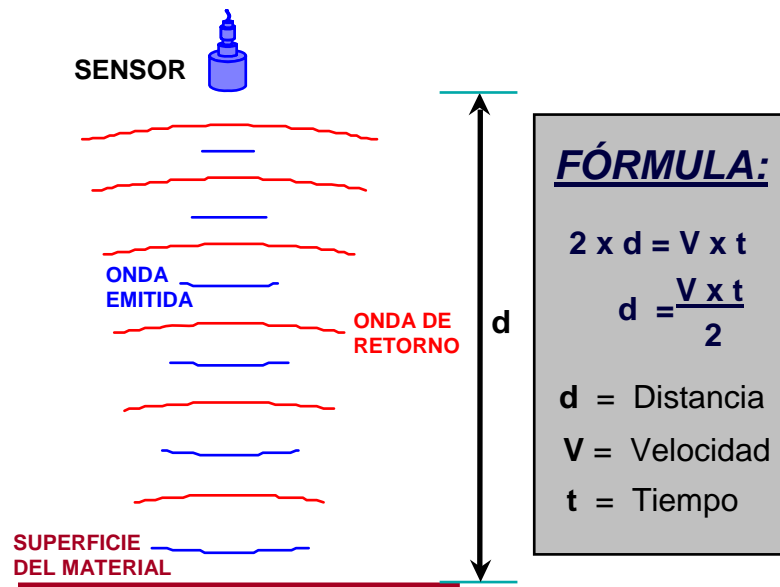 SENSOR
ONDA
EMITIDA
ONDA DE
RETORNO
SUPERFICIE
DEL MATERIAL
d
FÓRMULA:
2 x d = V x t
d = V x t
2
d = Distancia
V = Velocidad
t = Tiempo